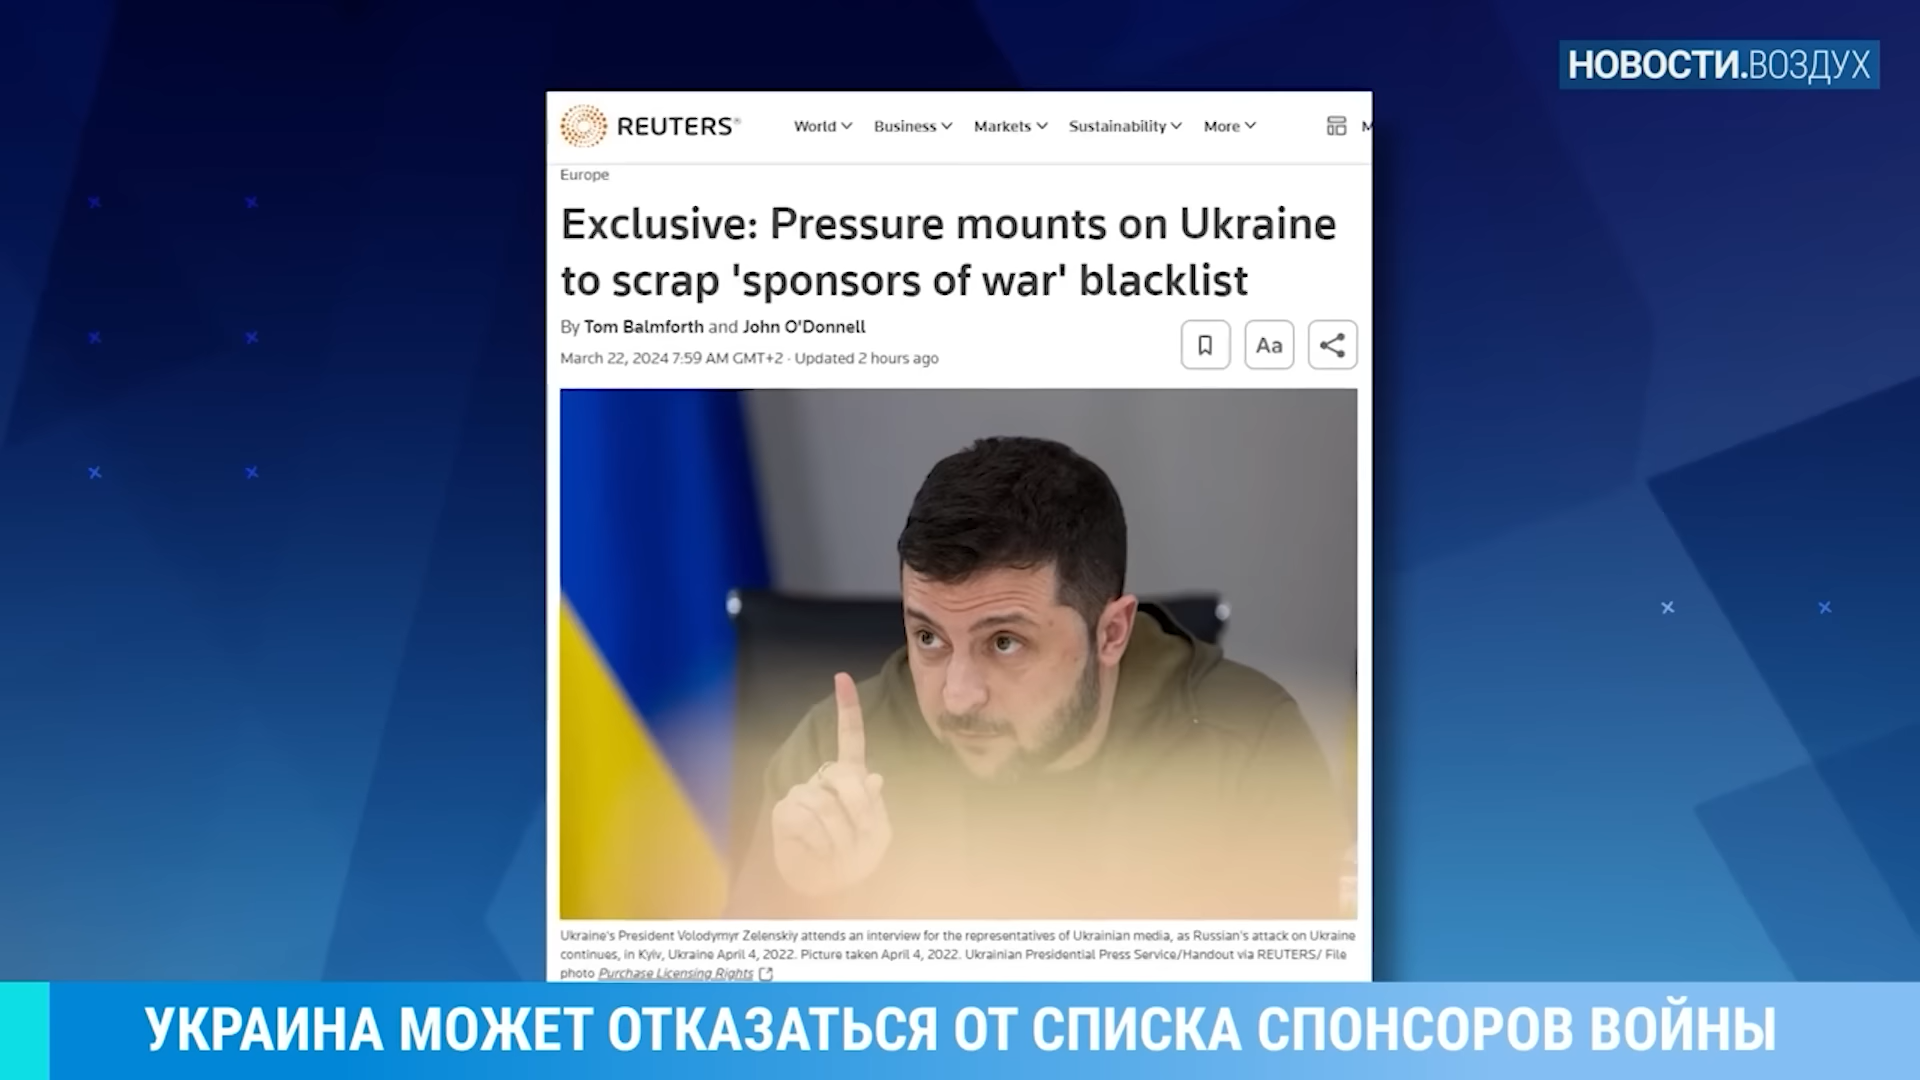 НОВОСТИ.ВОЗДУХ
REUTERS®
World Business Markets Sustainability More M
Europe
Exclusive: Pressure mounts on Ukraine
to scrap 'sponsors of war' blacklist
By Tom Balmforth and John O'Donnell
March 22, 2024 7:59 AM GMT+2 · Updated 2 hours ago
Aa
Ukraine's President Volodymyr Zelenskiy attends an interview for the representatives of Ukrainian media, as Russian's attack on Ukraine
continues, in Kyiv, Ukraine April 4, 2022. Picture taken April 4, 2022. Ukrainian Presidential Press Service/Handout via REUTERS/ File
photo Purchase Licensing Rights
УКРАИНА МОЖЕТ ОТКАЗАТЬСЯ ОТ СПИСКА СПОНСОРОВ ВОЙНЫ